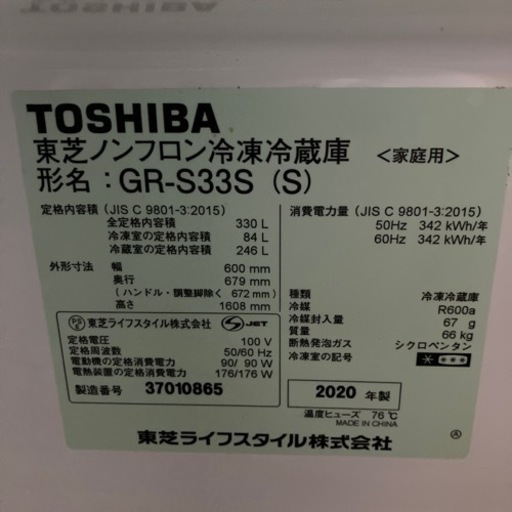 TOSHIBA
東芝ノンフロン冷凍冷蔵庫 <家庭用>
形名：GR-S33S (S)
定格内容積 (JIS C 9801-3:2015)
全定格内容積 330 L
冷凍室の定格内容積 84 L
冷蔵室の定格内容積 246 L
外形寸法 幅 600 mm
奥行 679 mm
(ハンドル・調整脚除く 672 mm)
高さ 1608 mm
消費電力量 (JIS C 9801-3:2015)
50Hz 342 kWh/年
60Hz 342 kWh/年
種類 冷凍冷蔵庫
冷媒 R600a
冷媒封入量 67 g
質量 66 kg
断熱発泡ガス シクロペンタン
冷凍室の記号
PS E 東芝ライフスタイル株式会社 S-JET
定格電圧 100 V
定格周波数 50/60 Hz
電動機の定格消費電力 90/ 90 W
電熱装置の定格消費電力 176/176 W
製造番号 37010865
2020 年製
温度ヒューズ 76℃
MADE IN CHINA
東芝ライフスタイル株式会社 Ⓐ